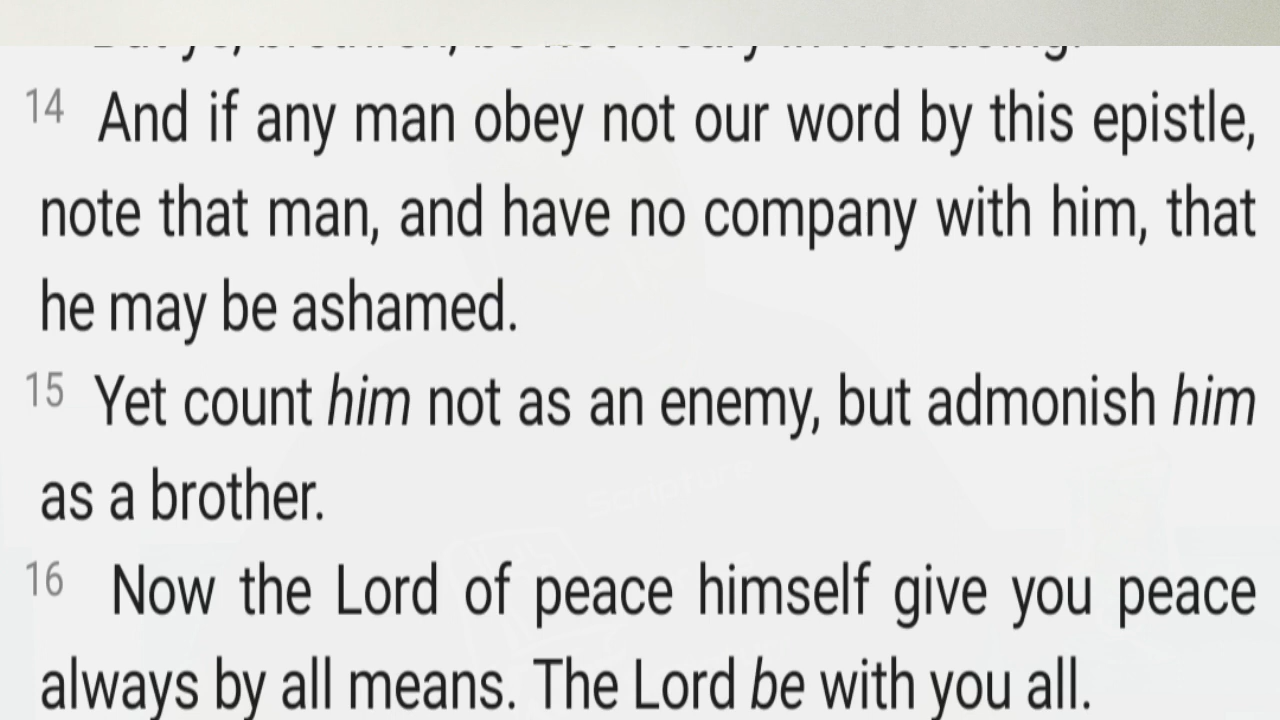 14 And if any man obey not our word by this epistle,
note that man, and have no company with him, that
he may be ashamed.
15 Yet count him not as an enemy, but admonish him
as a brother.
16 Now the Lord of peace himself give you peace
always by all means. The Lord be with you all.
Scripture